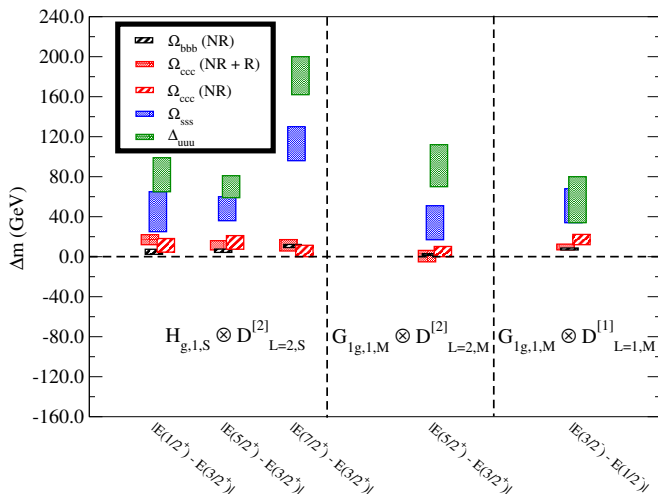 240.0
200.0
160.0
120.0
80.0
40.0
0.0
-40.0
-80.0
-120.0
-160.0
Δm (GeV)
Ω_bbb (NR)
Ω_ccc (NR + R)
Ω_ccc (NR)
Ω_sss
Δ_uuu
H_g,1,S ⊗ D^[2]_L=2,S
G_1g,1,M ⊗ D^[2]_L=2,M
G_1g,1,M ⊗ D^[1]_L=1,M
|E(1/2⁺) - E(3/2⁺)|
|E(5/2⁺) - E(3/2⁺)|
|E(7/2⁺) - E(3/2⁺)|
|E(5/2⁺) - E(3/2⁺)|
|E(3/2⁻) - E(1/2⁻)|